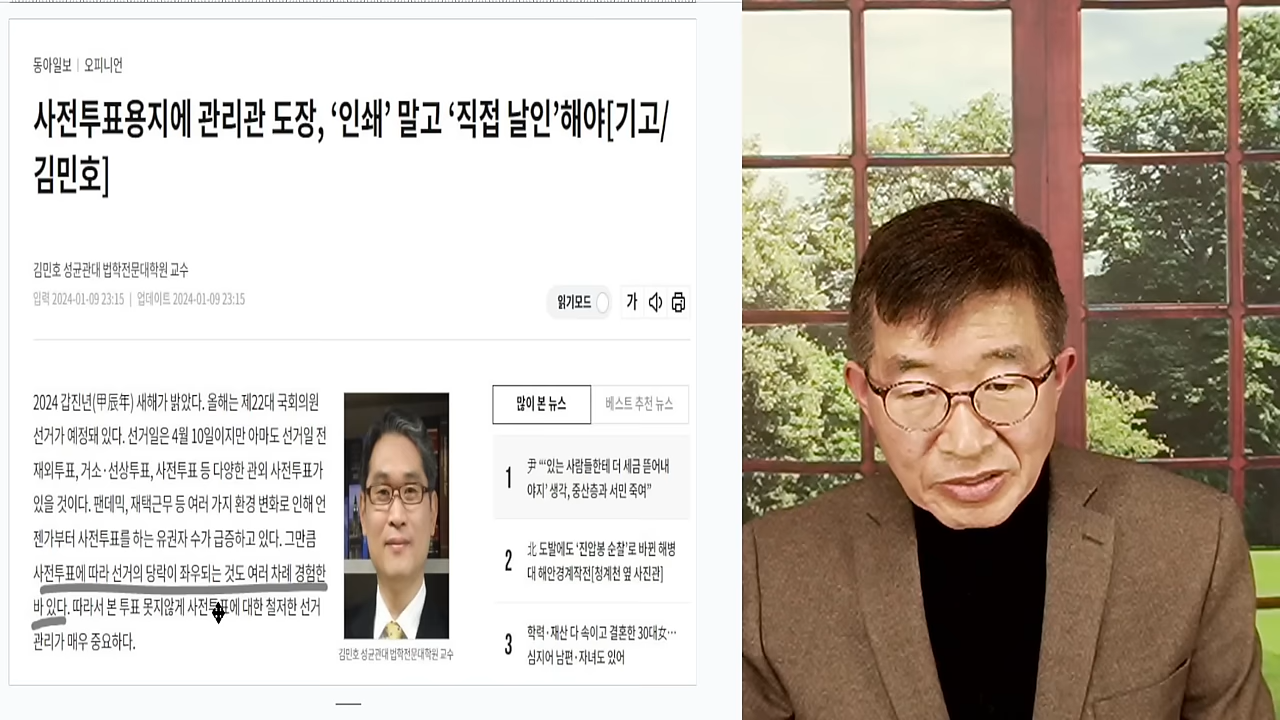 동아일보 | 오피니언
사전투표용지에 관리관 도장, ‘인쇄’ 말고 ‘직접 날인’해야[기고/
김민호]
김민호 성균관대 법학전문대학원 교수
입력 2024-01-09 23:15 | 업데이트 2024-01-09 23:15
읽기모드
가
2024 갑진년(甲辰年) 새해가 밝았다. 올해는 제22대 국회의원
선거가 예정돼 있다. 선거일은 4월 10일이지만 아마도 선거일 전
재외투표, 거소·선상투표, 사전투표 등 다양한 관외 사전투표가
있을 것이다. 팬데믹, 재택근무 등 여러 가지 환경 변화로 인해 언
젠가부터 사전투표를 하는 유권자 수가 급증하고 있다. 그만큼
사전투표에 따라 선거의 당락이 좌우되는 것도 여러 차례 경험한
바 있다. 따라서 본 투표 못지않게 사전투표에 대한 철저한 선거
관리가 매우 중요하다.
김민호 성균관대 법학전문대학원 교수
많이 본 뉴스
베스트 추천 뉴스
1
尹 “‘있는 사람들한테 더 세금 뜯어내
야지’ 생각, 중산층과 서민 죽여”
2
北 도발에도 ‘진압봉 순찰’로 바뀐 해병
대 해안경계작전[청계천 옆 사진관]
3
학력·재산 다 속이고 결혼한 30대女…
심지어 남편·자녀도 있어